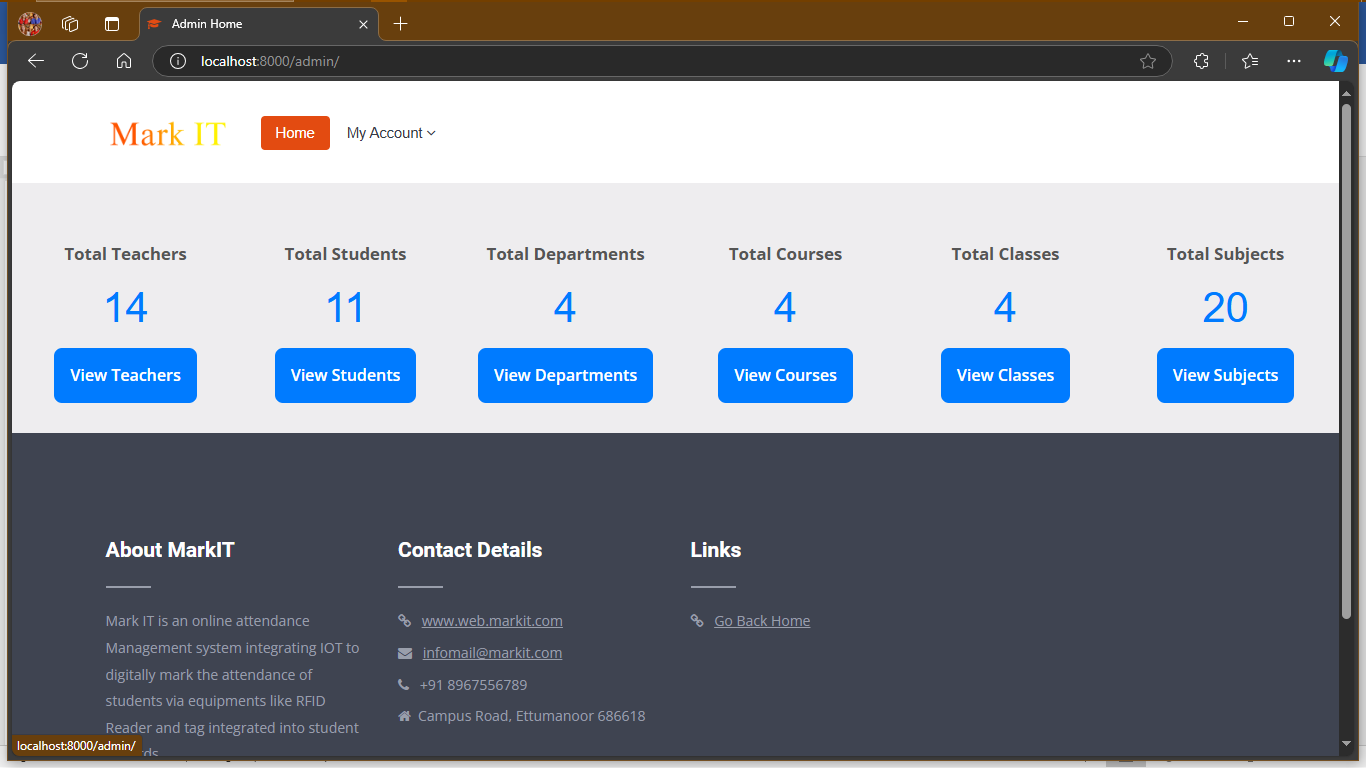 Admin Home
localhost:8000/admin/
Mark IT
Home
My Account
Total Teachers
14
View Teachers
Total Students
11
View Students
Total Departments
4
View Departments
Total Courses
4
View Courses
Total Classes
4
View Classes
Total Subjects
20
View Subjects
About MarkIT
Mark IT is an online attendance
Management system integrating IOT to
digitally mark the attendance of
students via equipments like RFID
Reader and tag integrated into student
Contact Details
www.web.markit.com
infomail@markit.com
+91 8967556789
Campus Road, Ettumanoor 686618
Links
Go Back Home
localhost:8000/admin/